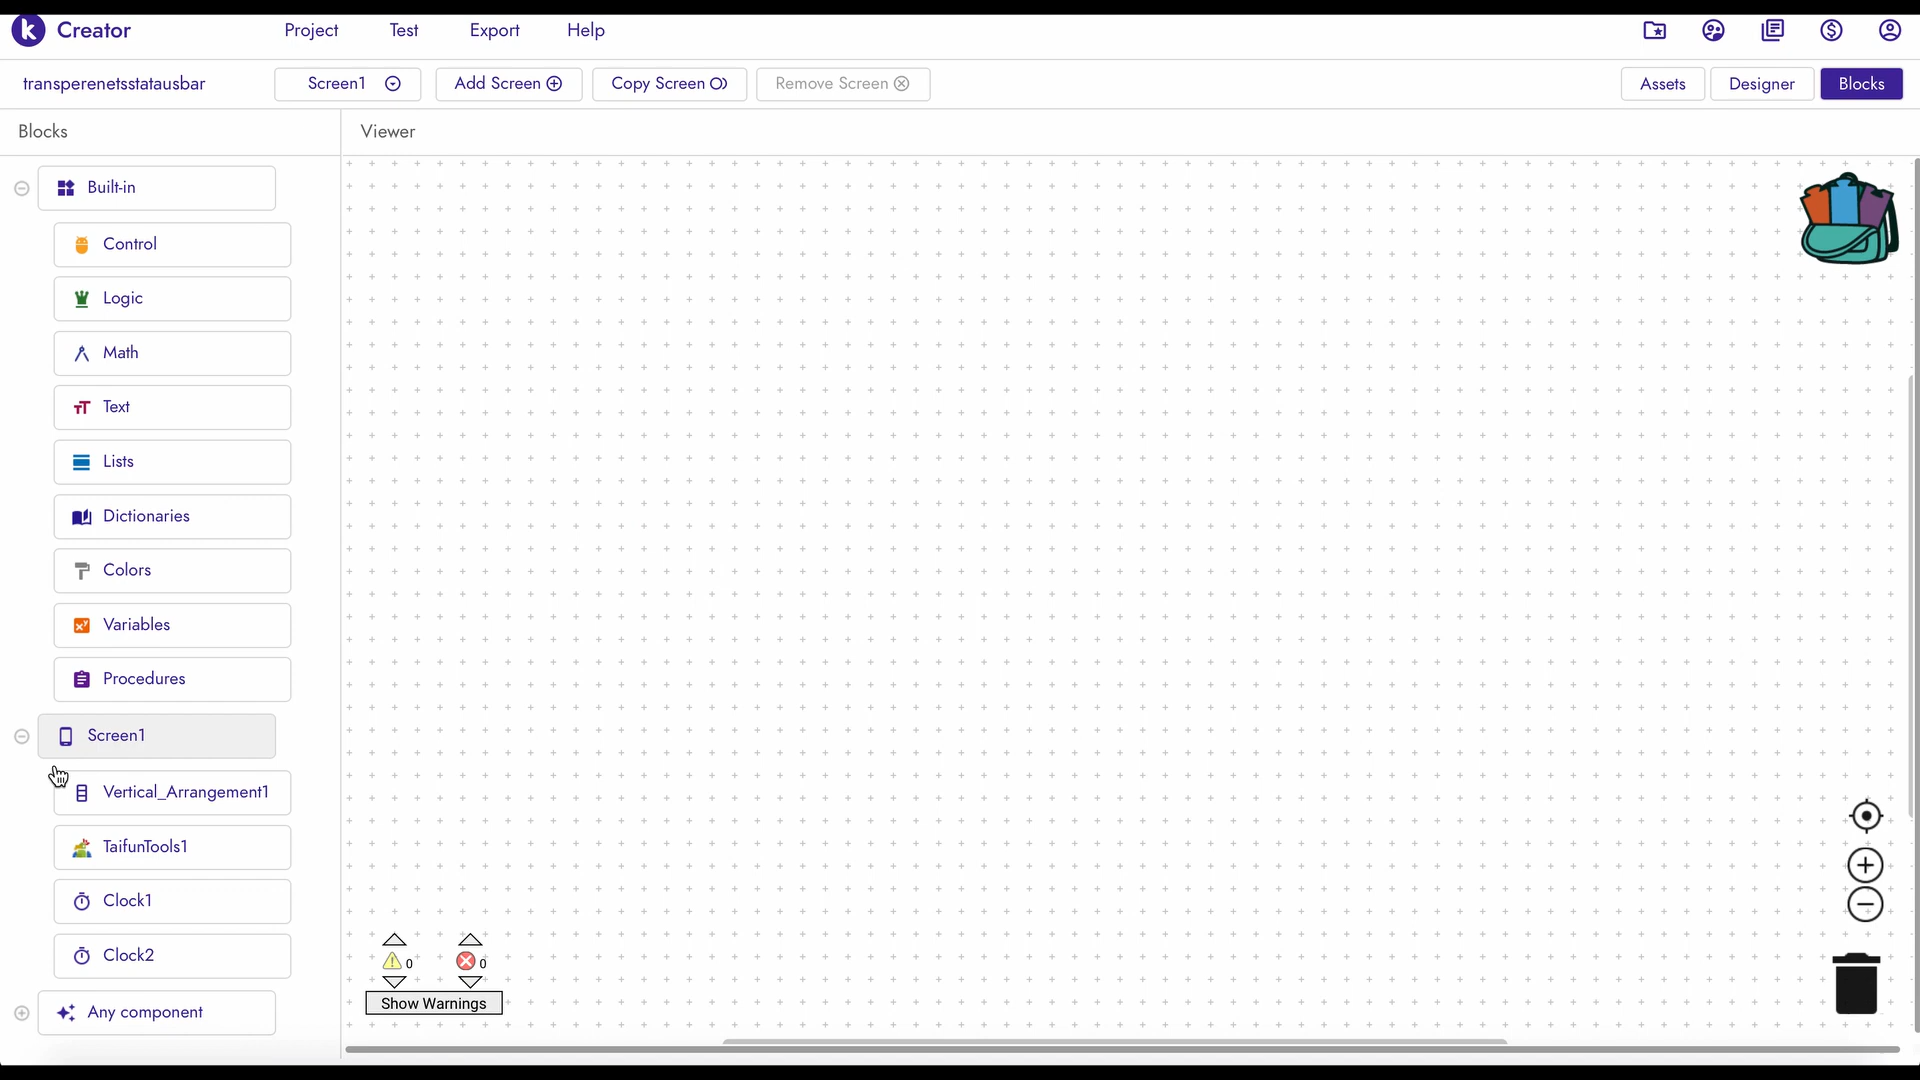 k Creator Project Test Export Help
transperenetsstatausbar Screen1 Add Screen Copy Screen Remove Screen Assets Designer Blocks
Blocks Viewer
Built-in
Control
Logic
Math
Text
Lists
Dictionaries
Colors
Variables
Procedures
Screen1
Vertical_Arrangement1
TaifunTools1
Clock1
Clock2
Any component
0 0
Show Warnings